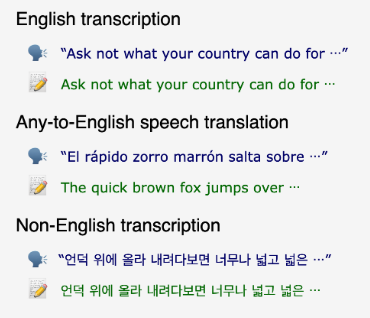 English transcription
“Ask not what your country can do for ⋯”
Ask not what your country can do for ⋯
Any-to-English speech translation
“El rápido zorro marrón salta sobre ⋯”
The quick brown fox jumps over ⋯
Non-English transcription
“언덕 위에 올라 내려다보면 너무나 넓고 넓은 ⋯”
언덕 위에 올라 내려다보면 너무나 넓고 넓은 ⋯